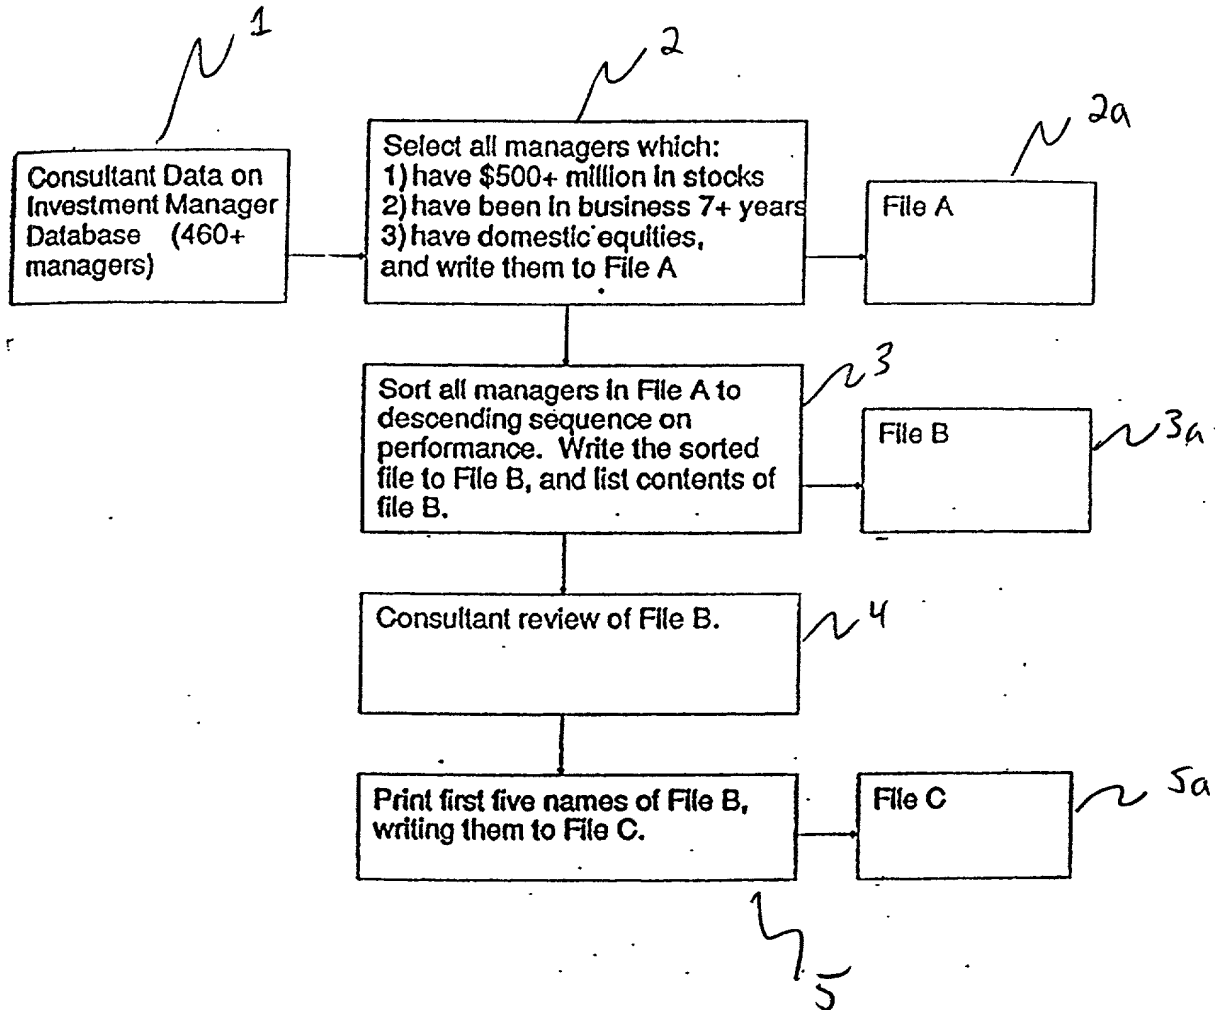 1
2
2a
Consultant Data on
Investment Manager
Database (460+
managers)
Select all managers which:
1) have $500+ million in stocks
2) have been in business 7+ years
3) have domestic equities,
and write them to File A
File A
3
Sort all managers in File A to
descending sequence on
performance. Write the sorted
file to File B, and list contents of
file B.
File B
3a
Consultant review of File B.
4
Print first five names of File B,
writing them to File C.
File C
5a
5